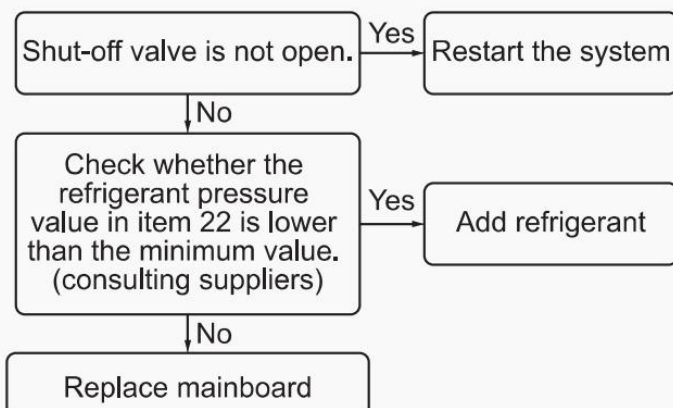 Shut-off valve is not open.
Yes
Restart the system
No
Check whether the
refrigerant pressure
value in item 22 is lower
than the minimum value.
(consulting suppliers)
Yes
Add refrigerant
No
Replace mainboard